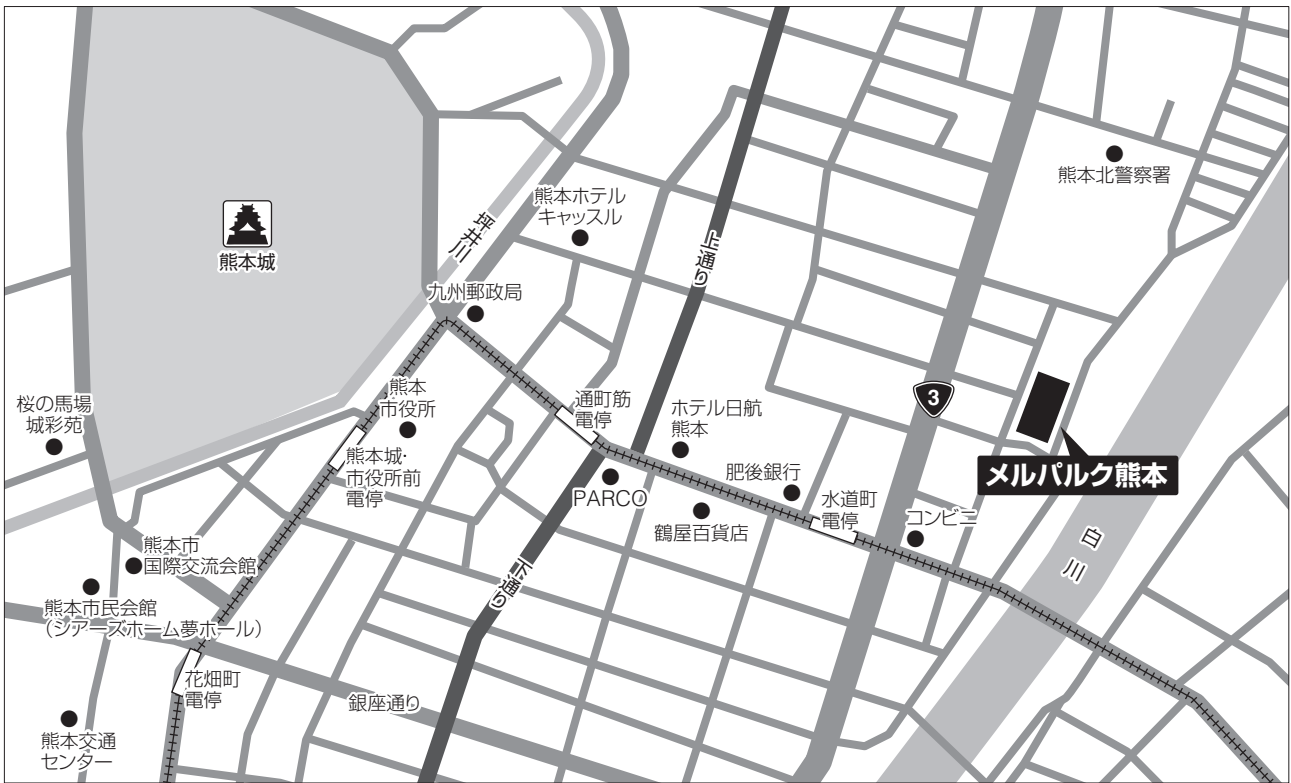 熊本北警察署
熊本ホテル
キャッスル
坪井川
上通り
熊本城
九州郵政局
桜の馬場
城彩苑
熊本
市役所
通町筋
電停
ホテル日航
熊本
3
熊本城・
市役所前
電停
メルパルク熊本
肥後銀行
PARCO
水道町
電停
コンビニ
鶴屋百貨店
白川
熊本市
国際交流会館
下通り
熊本市民会館
（シアーズホーム夢ホール）
花畑町
電停
銀座通り
熊本交通
センター